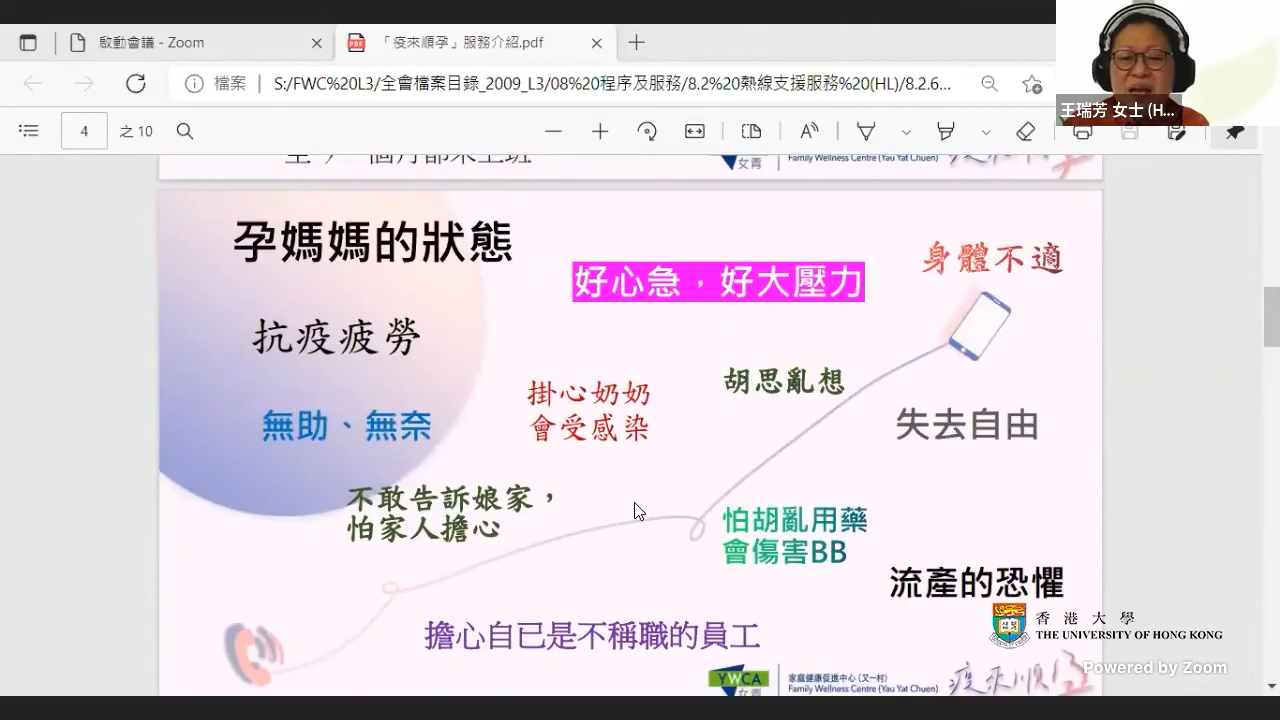 啟動會議 - Zoom
「疫來順孕」服務介紹.pdf
檔案
S:/FWC%20L3/全會檔案目錄_2009_L3/08%20程序及服務/8.2%20熱線支援服務%20(HL)/8.2.6...
王瑞芳 女士 (H...
4
之 10
女青
Family Wellness Centre (Yau Yat Chuen)
孕媽媽的狀態
好心急，好大壓力
身體不適
抗疫疲勞
掛心奶奶
會受感染
胡思亂想
無助、無奈
失去自由
不敢告訴娘家，
怕家人擔心
怕胡亂用藥
會傷害BB
流產的恐懼
擔心自已是不稱職的員工
香港大學
THE UNIVERSITY OF HONG KONG
Powered by Zoom
YWCA
女青
家庭健康促進中心 (又一村)
Family Wellness Centre (Yau Yat Chuen)
疫來順孕